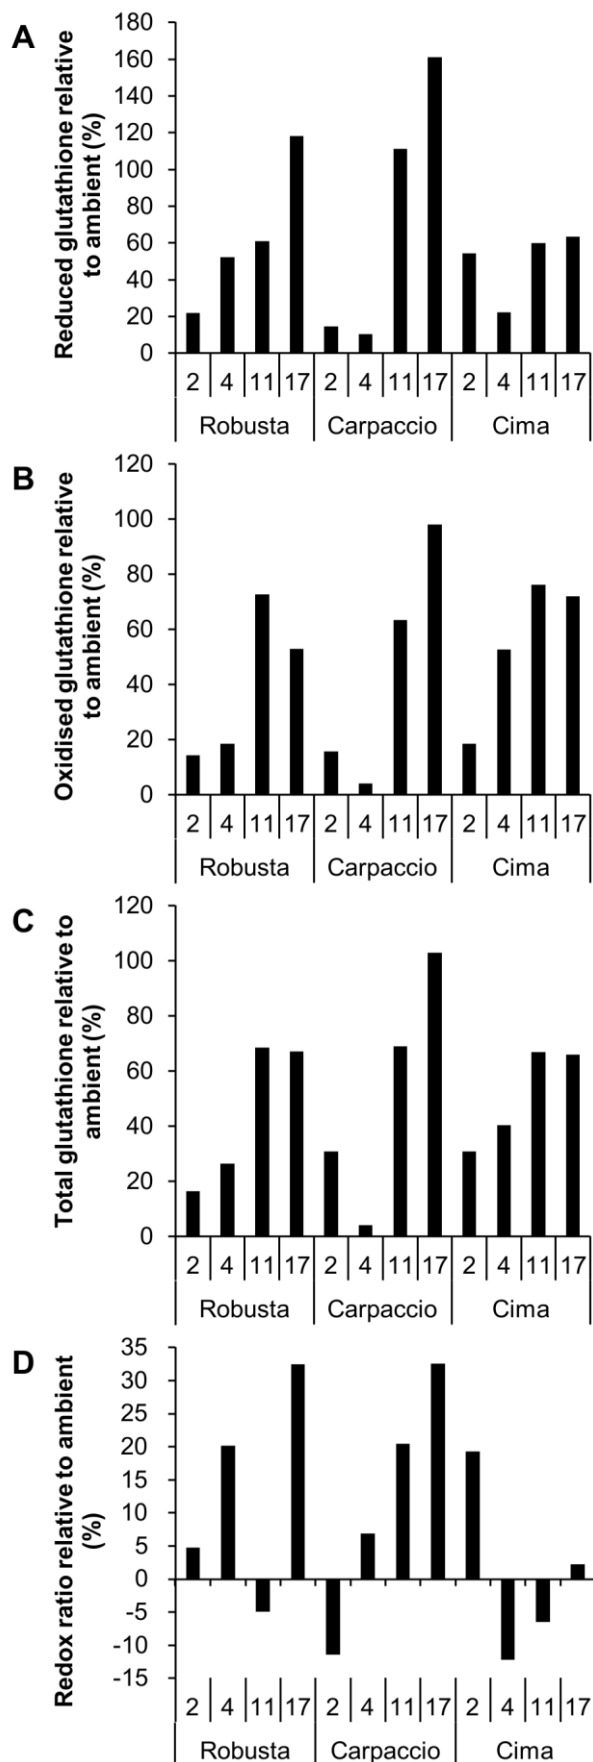 A
Reduced glutathione relative
to ambient (%)
180
160
140
120
100
80
60
40
20
0
2 4 11 17 2 4 11 17 2 4 11 17
Robusta Carpaccio Cima
B
Oxidised glutathione relative
to ambient (%)
120
100
80
60
40
20
0
2 4 11 17 2 4 11 17 2 4 11 17
Robusta Carpaccio Cima
C
Total glutathione relative to
ambient (%)
120
100
80
60
40
20
0
2 4 11 17 2 4 11 17 2 4 11 17
Robusta Carpaccio Cima
D
Redox ratio relative to ambient
(%)
35
30
25
20
15
10
5
0
-5
-10
-15
2 4 11 17 2 4 11 17 2 4 11 17
Robusta Carpaccio Cima